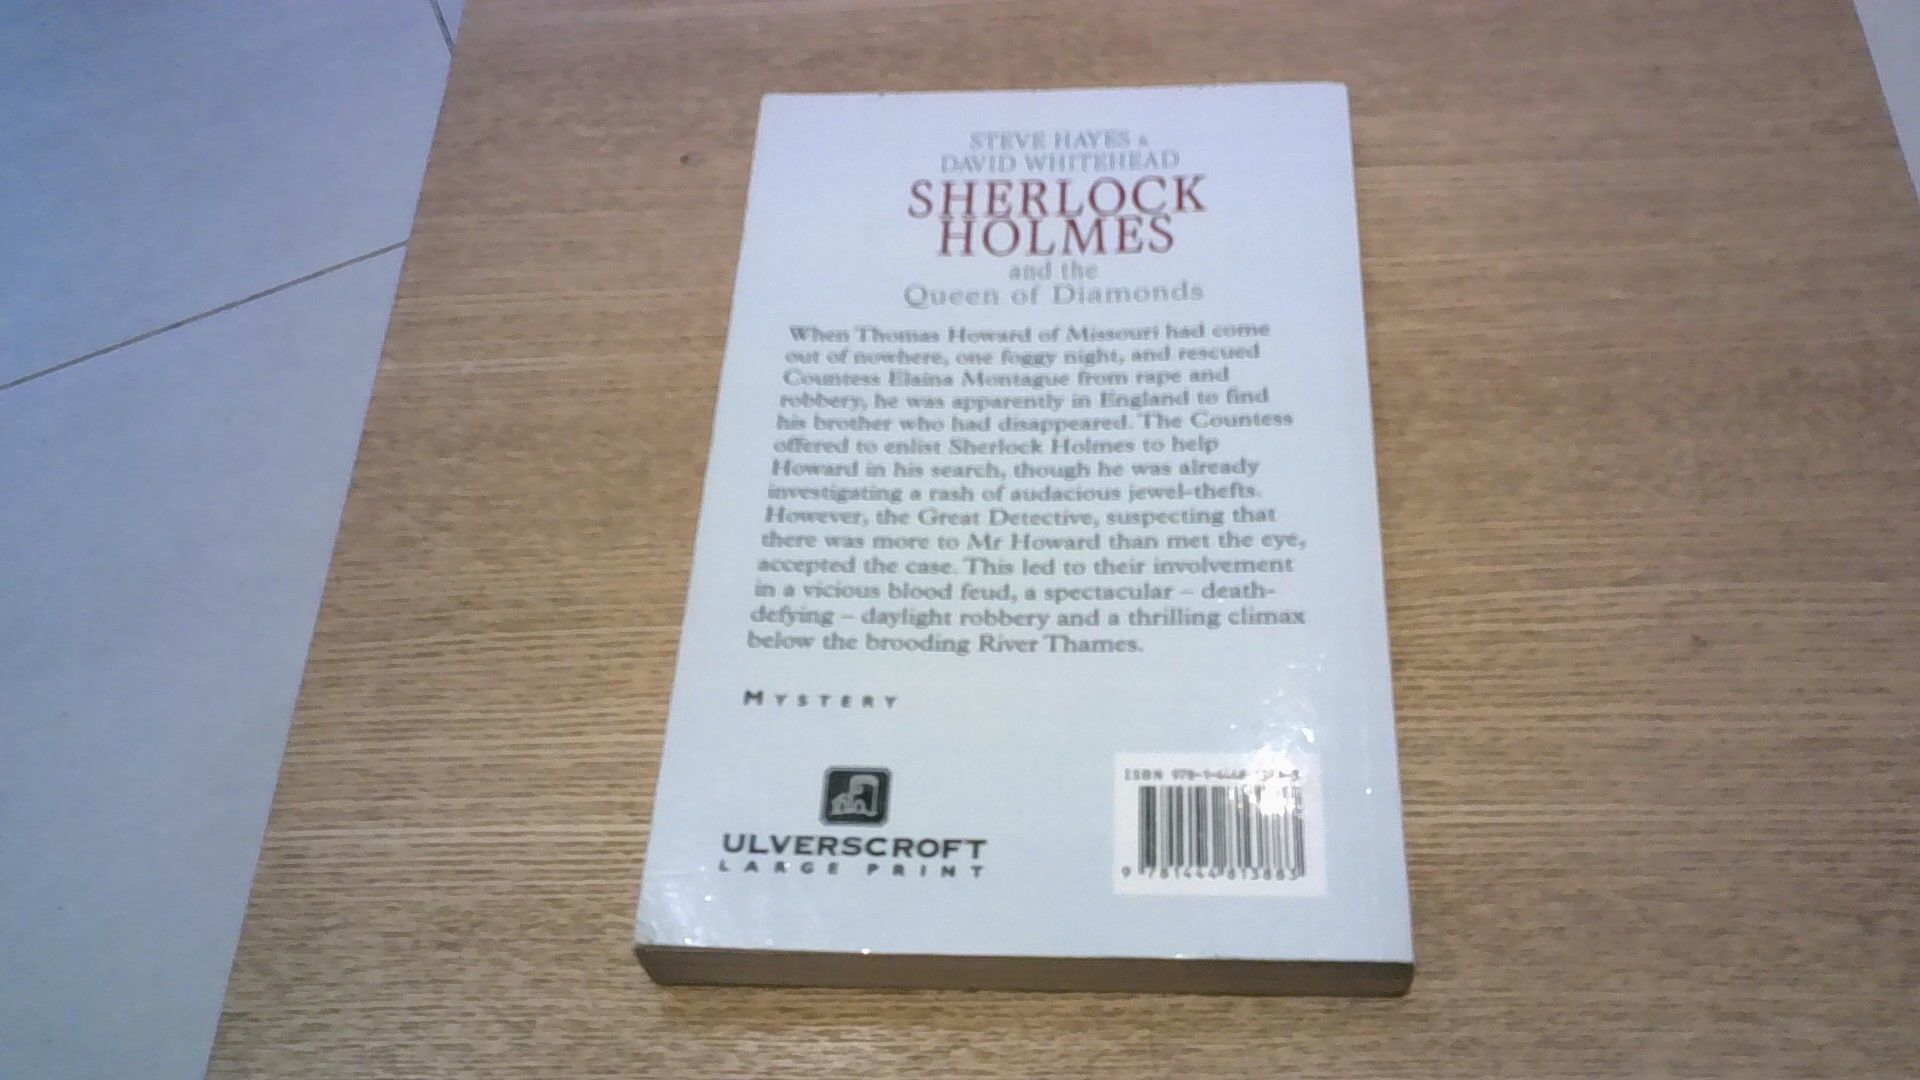 STEVE HAYES &
DAVID WHITEHEAD
SHERLOCK
HOLMES
and the
Queen of Diamonds
When Thomas Howard of Missouri had come
out of nowhere, one foggy night, and rescued
Countess Elaina Montague from rape and
robbery, he was apparently in England to find
his brother who had disappeared. The Countess
offered to enlist Sherlock Holmes to help
Howard in his search, though he was already
investigating a rash of audacious jewel-thefts.
However, the Great Detective, suspecting that
there was more to Mr Howard than met the eye,
accepted the case. This led to their involvement
in a vicious blood feud, a spectacular – death-
defying – daylight robbery and a thrilling climax
below the brooding River Thames.
MYSTERY
ULVERSCROFT
LARGE PRINT
ISBN
9 781444 813883